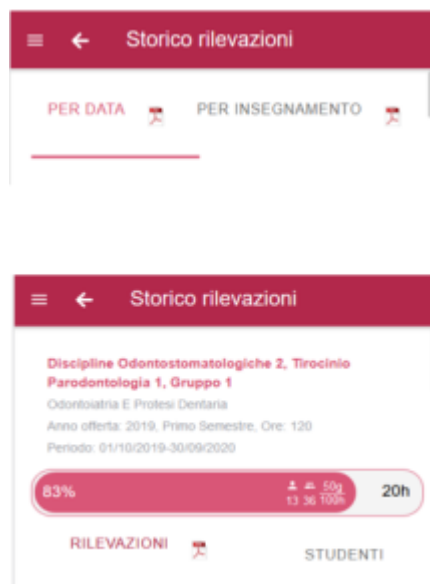 Storico rilevazioni
PER DATA PER INSEGNAMENTO
Storico rilevazioni
Discipline Odontostomatologiche 2, Tirocinio
Parodontologia 1, Gruppo 1
Odontoiatria E Protesi Dentaria
Anno offerta: 2019, Primo Semestre, Ore: 120
Periodo: 01/10/2019-30/09/2020
83% 13 36 50g 100h 20h
RILEVAZIONI STUDENTI